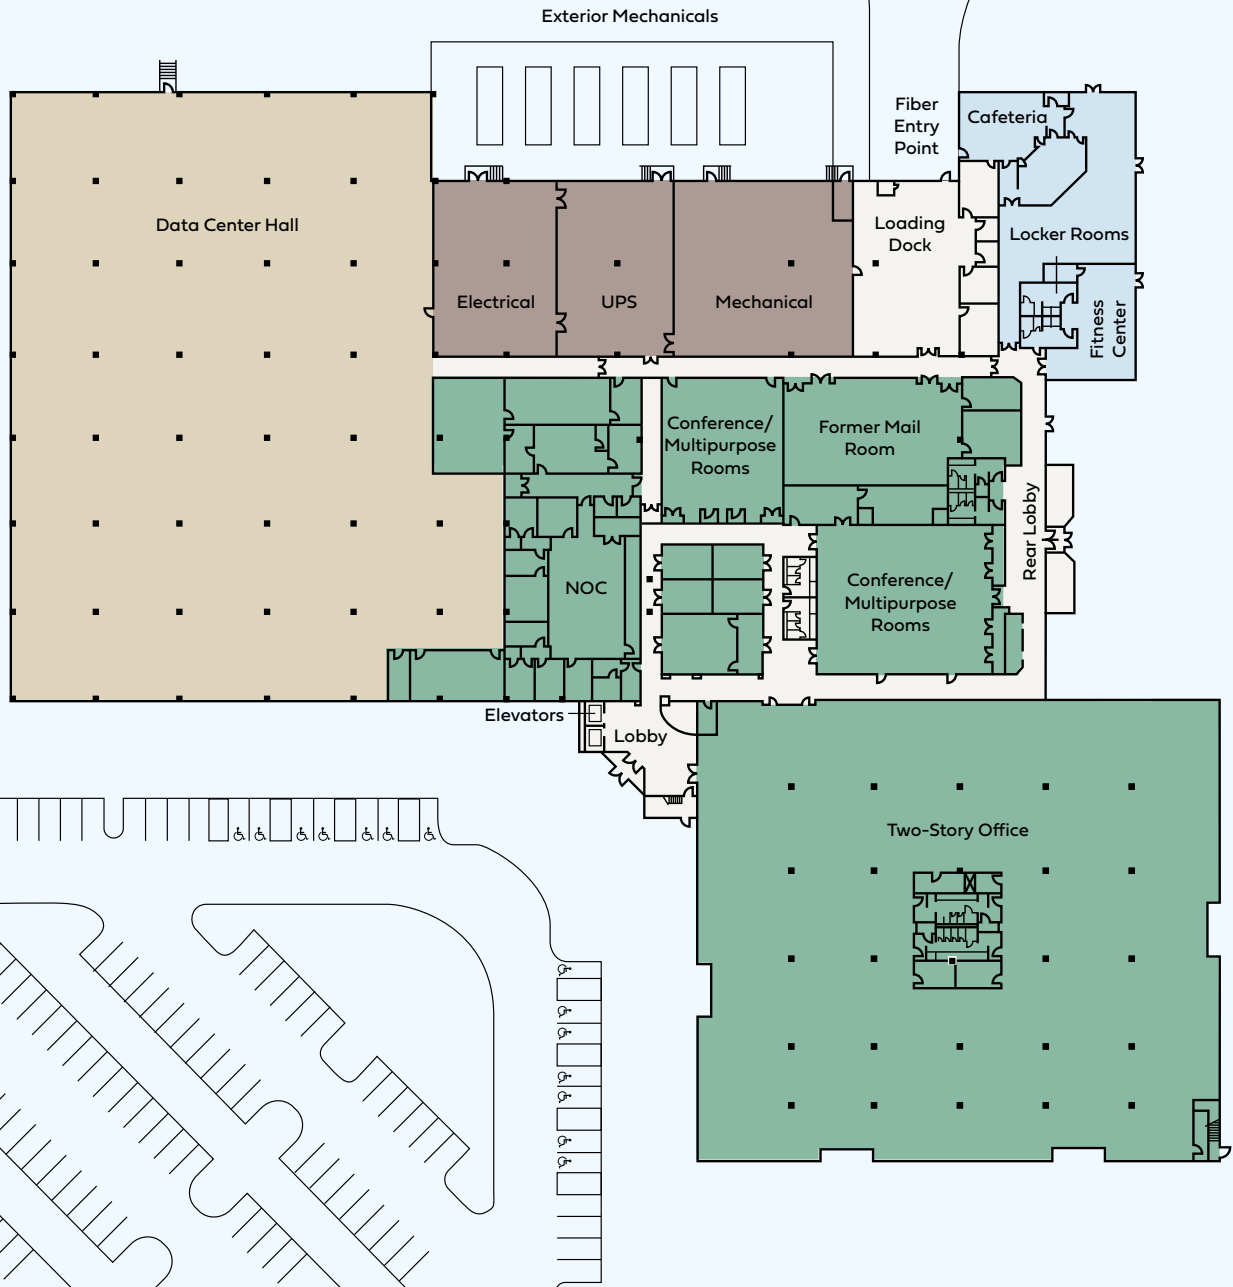 Exterior Mechanicals
Fiber
Entry
Point
Cafeteria
Data Center Hall
Loading
Dock
Locker Rooms
Electrical
UPS
Mechanical
Fitness
Center
Conference/
Multipurpose
Rooms
Former Mail
Room
Rear Lobby
NOC
Conference/
Multipurpose
Rooms
Elevators
Lobby
Two-Story Office